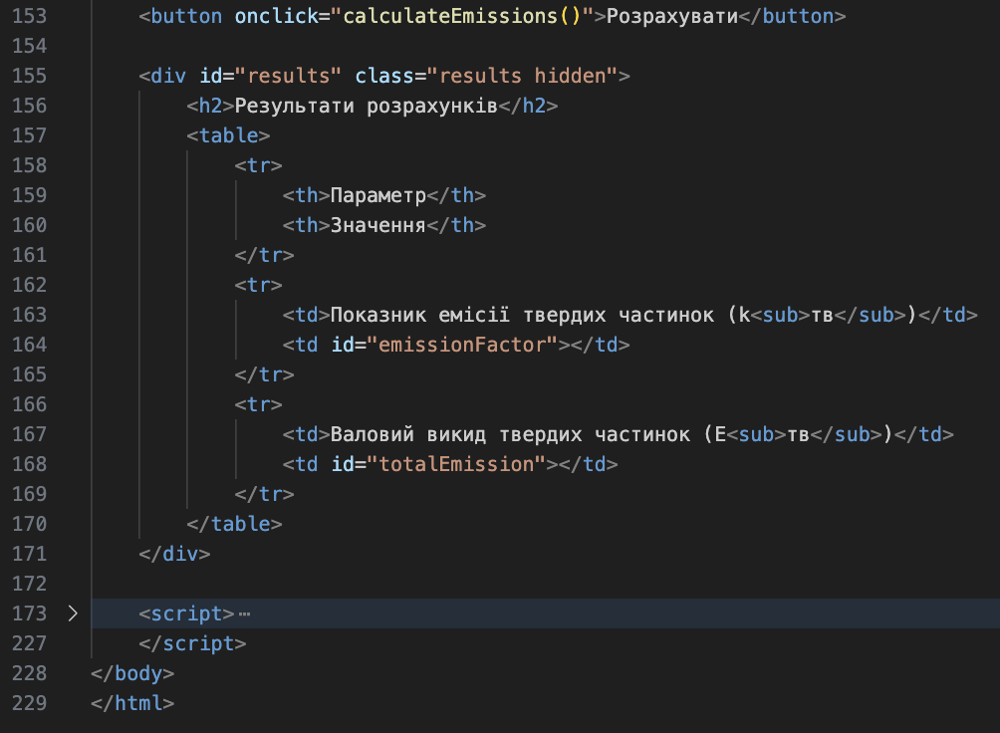 153 <button onclick="calculateEmissions()">Розрахувати</button>
154
155 <div id="results" class="results hidden">
156 <h2>Результати розрахунків</h2>
157 <table>
158 <tr>
159 <th>Параметр</th>
160 <th>Значення</th>
161 </tr>
162 <tr>
163 <td>Показник емісії твердих частинок (k<sub>тв</sub>)</td>
164 <td id="emissionFactor"></td>
165 </tr>
166 <tr>
167 <td>Валовий викид твердих частинок (E<sub>тв</sub>)</td>
168 <td id="totalEmission"></td>
169 </tr>
170 </table>
171 </div>
172
173 <script>…
227 </script>
228 </body>
229 </html>